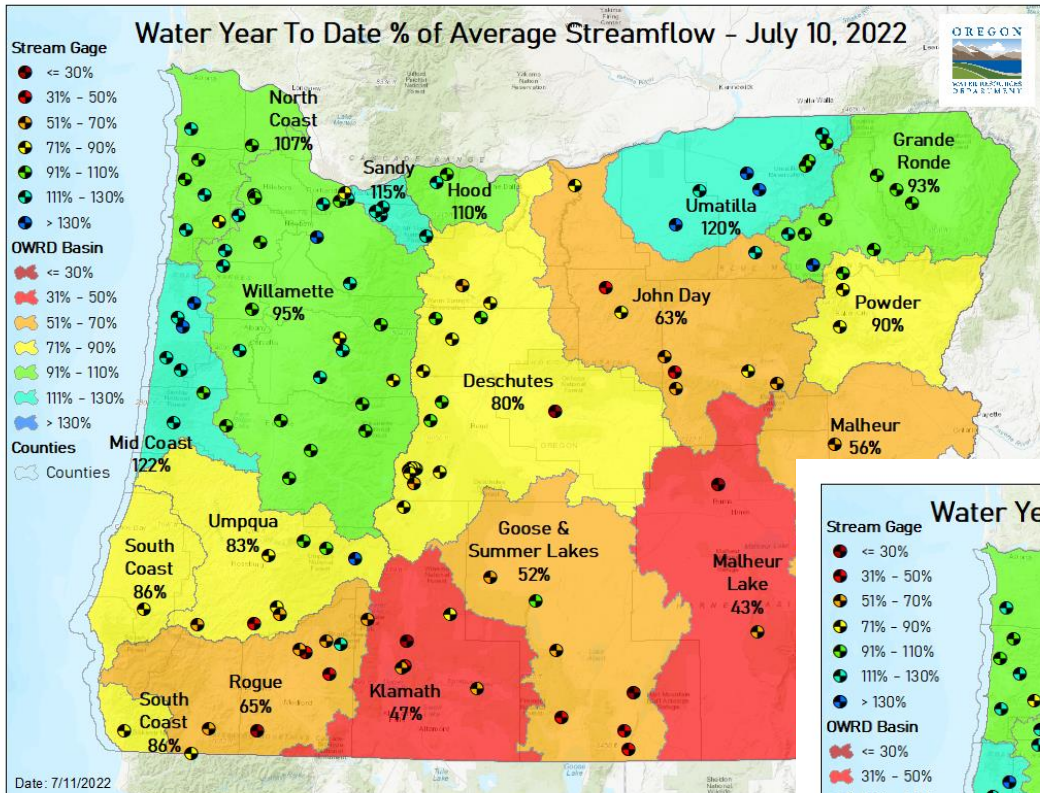 Water Year To Date % of Average Streamflow - July 10, 2022
OREGON
WATER RESOURCES
DEPARTMENT
Stream Gage
<= 30%
31% - 50%
51% - 70%
71% - 90%
91% - 110%
111% - 130%
> 130%
OWRD Basin
<= 30%
31% - 50%
51% - 70%
71% - 90%
91% - 110%
111% - 130%
> 130%
Counties
Counties
North
Coast
107%
Sandy
115%
Hood
110%
Umatilla
120%
Grande
Ronde
93%
Willamette
95%
John Day
63%
Powder
90%
Deschutes
80%
Malheur
56%
Mid Coast
122%
Umpqua
83%
South
Coast
86%
Goose &
Summer Lakes
52%
Malheur
Lake
43%
Rogue
65%
Klamath
47%
South
Coast
86%
Date: 7/11/2022
Water Ye
Stream Gage
<= 30%
31% - 50%
51% - 70%
71% - 90%
91% - 110%
111% - 130%
> 130%
OWRD Basin
<= 30%
31% - 50%